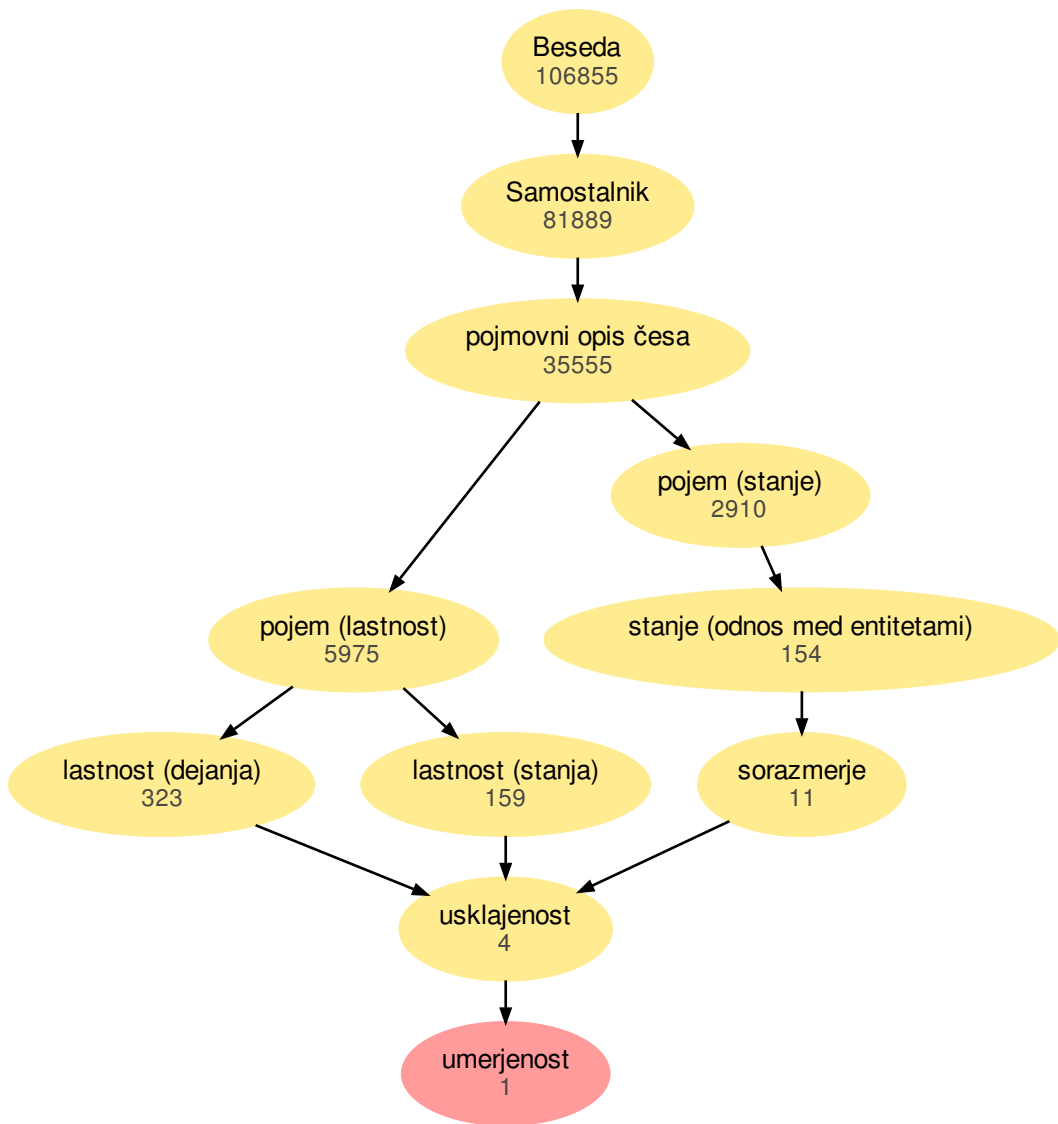 Beseda
106855
Samostalnik
81889
pojmovni opis česa
35555
pojem (stanje)
2910
pojem (lastnost)
5975
stanje (odnos med entitetami)
154
lastnost (dejanja)
323
lastnost (stanja)
159
sorazmerje
11
usklajenost
4
umerjenost
1